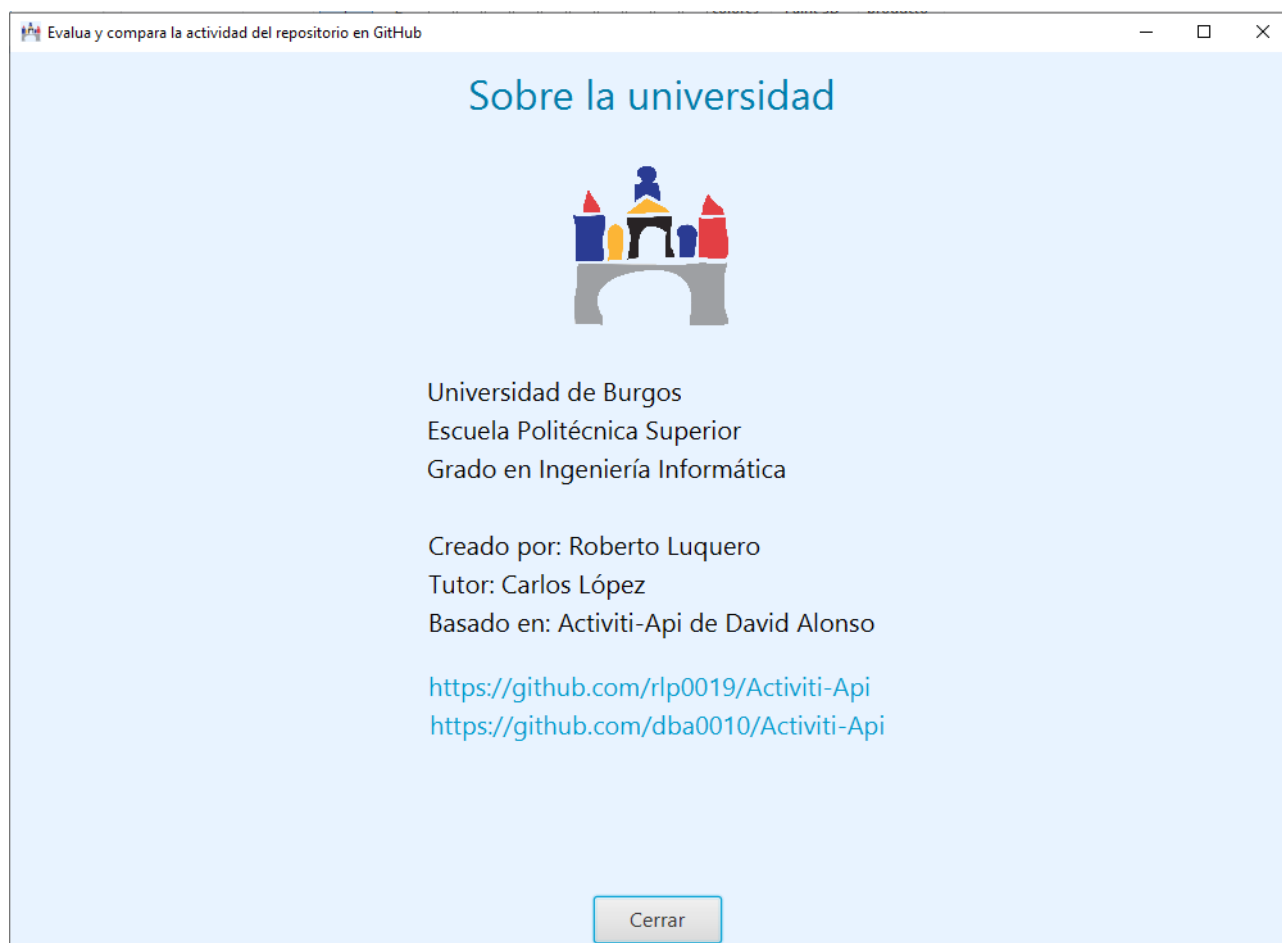 Evalua y compara la actividad del repositorio en GitHub
Sobre la universidad
Universidad de Burgos
Escuela Politécnica Superior
Grado en Ingeniería Informática
Creado por: Roberto Luquero
Tutor: Carlos López
Basado en: Activiti-Api de David Alonso
https://github.com/rlp0019/Activiti-Api
https://github.com/dba0010/Activiti-Api
Cerrar